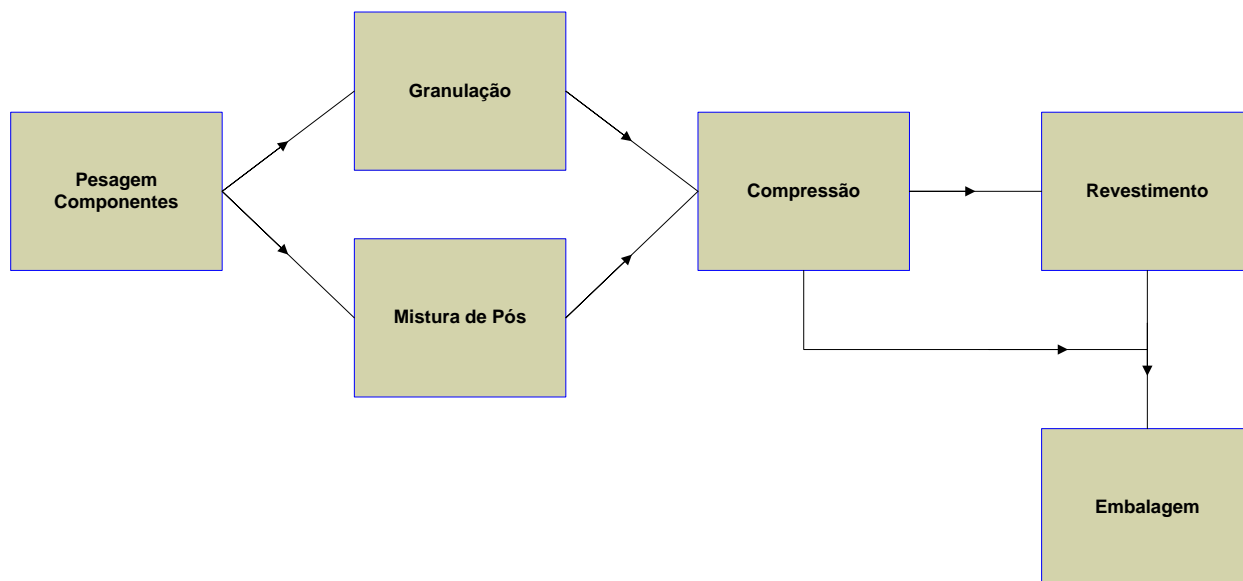 Pesagem
Componentes
Granulação
Mistura de Pós
Compressão
Revestimento
Embalagem